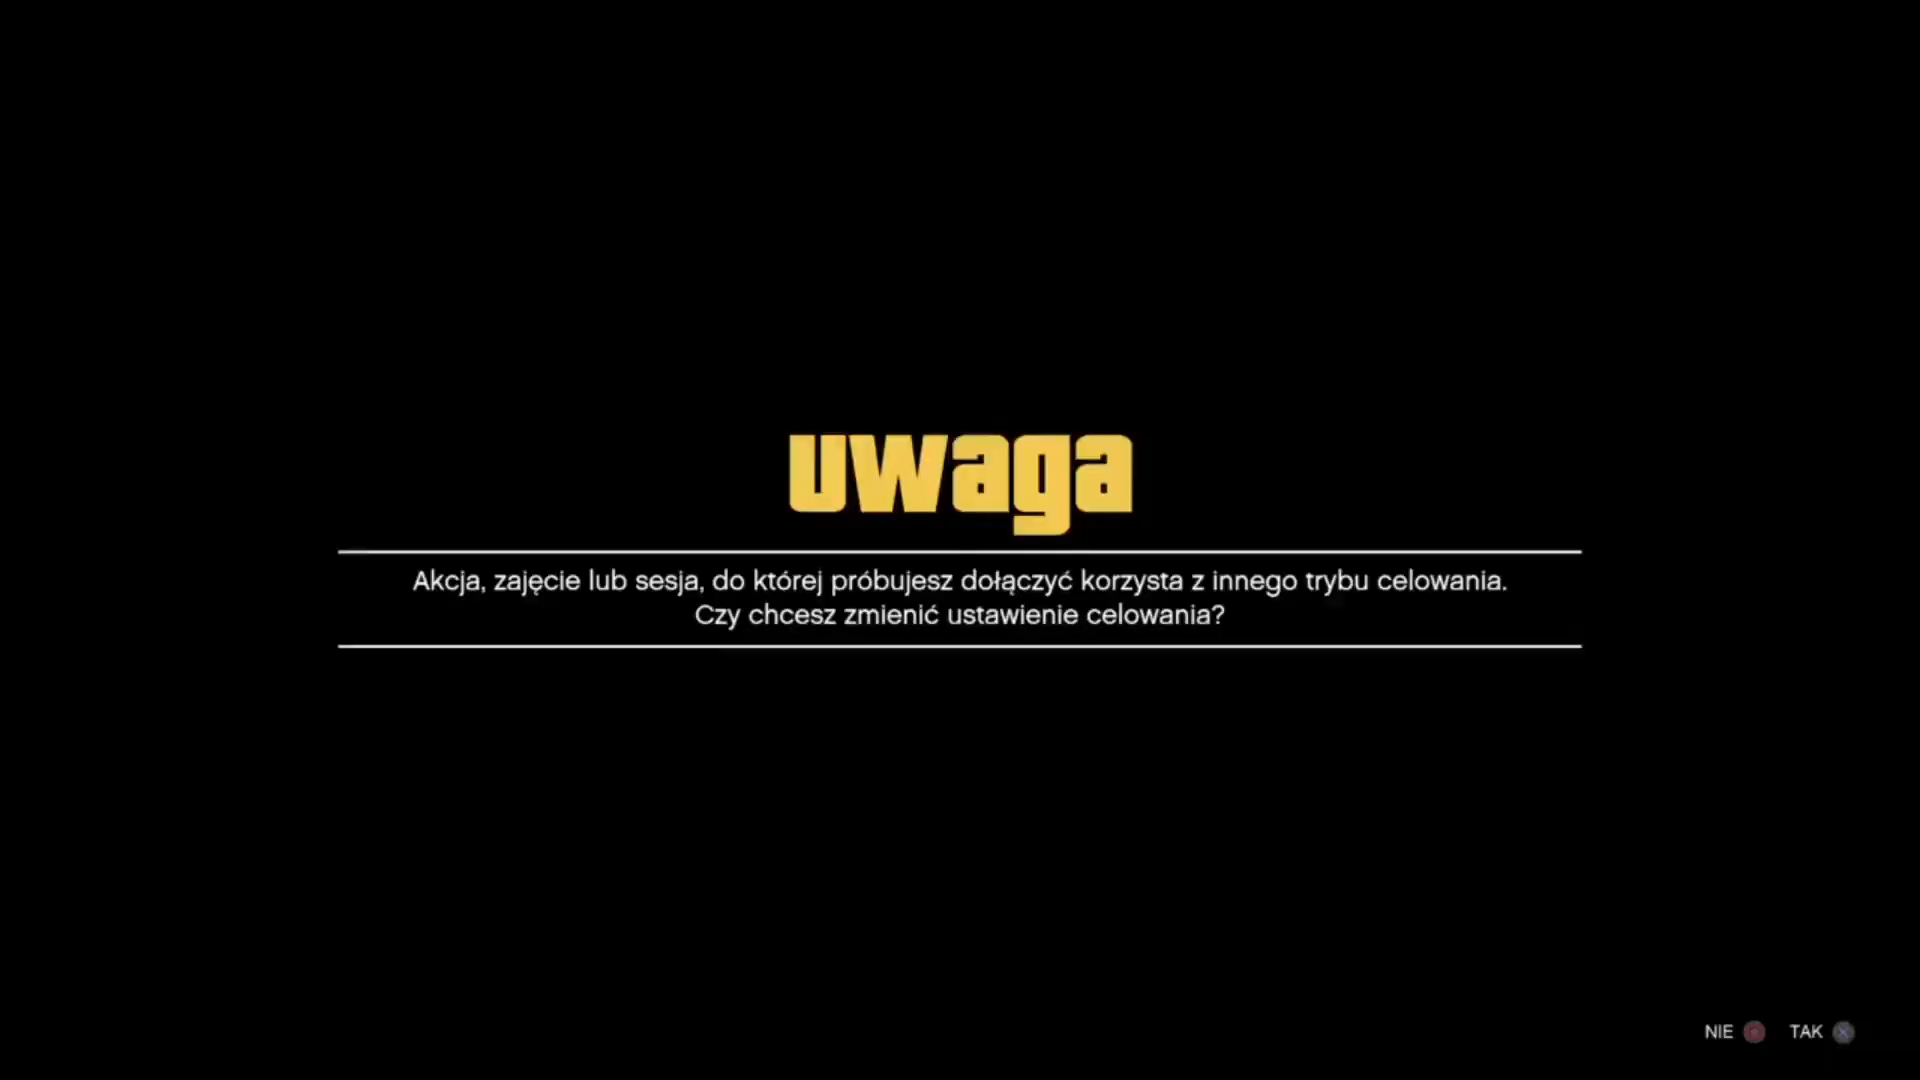 uwaga
Akcja, zajęcie lub sesja, do której próbujesz dołączyć korzysta z innego trybu celowania.
Czy chcesz zmienić ustawienie celowania?
NIE TAK